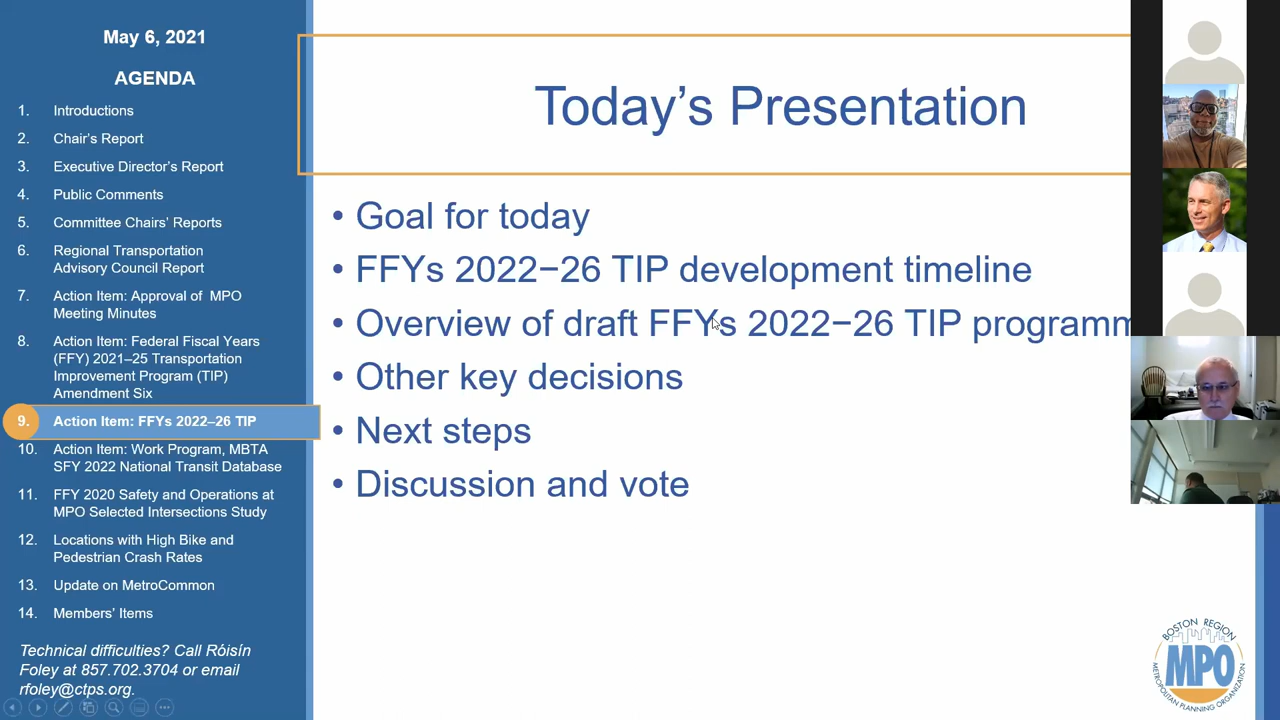 May 6, 2021
AGENDA
1. Introductions
2. Chair's Report
3. Executive Director's Report
4. Public Comments
5. Committee Chairs' Reports
6. Regional Transportation
Advisory Council Report
7. Action Item: Approval of MPO
Meeting Minutes
8. Action Item: Federal Fiscal Years
(FFY) 2021–25 Transportation
Improvement Program (TIP)
Amendment Six
9. Action Item: FFYs 2022–26 TIP
10. Action Item: Work Program, MBTA
SFY 2022 National Transit Database
11. FFY 2020 Safety and Operations at
MPO Selected Intersections Study
12. Locations with High Bike and
Pedestrian Crash Rates
13. Update on MetroCommon
14. Members' Items
Technical difficulties? Call Róisín
Foley at 857.702.3704 or email
rfoley@ctps.org.
Today's Presentation
• Goal for today
• FFYs 2022–26 TIP development timeline
• Overview of draft FFYs 2022–26 TIP programm
• Other key decisions
• Next steps
• Discussion and vote
BOSTON REGION
MPO
METROPOLITAN PLANNING ORGANIZATION